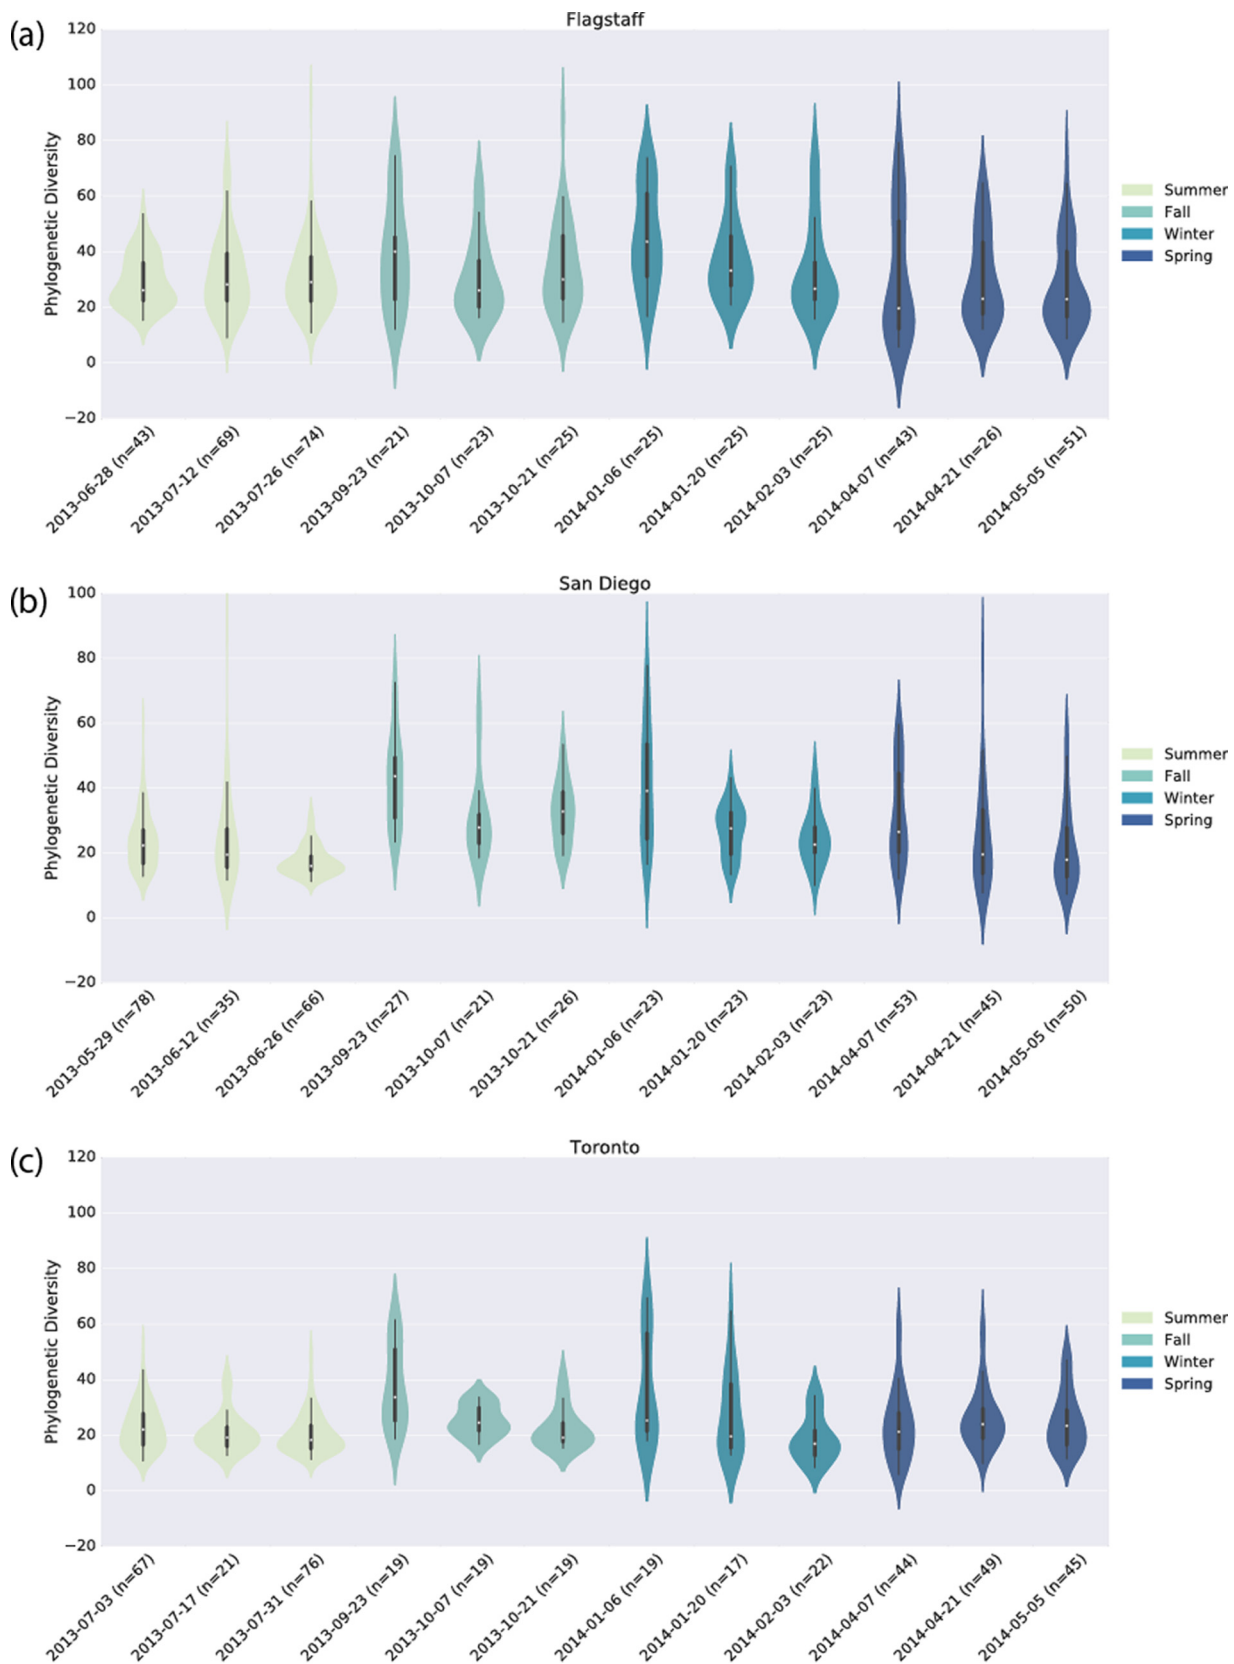 (a)
Flagstaff
120
100
80
60
40
20
0
−20
Phylogenetic Diversity
Summer
Fall
Winter
Spring
2013-06-28 (n=43)
2013-07-12 (n=69)
2013-07-26 (n=74)
2013-09-23 (n=21)
2013-10-07 (n=23)
2013-10-21 (n=25)
2014-01-06 (n=25)
2014-01-20 (n=25)
2014-02-03 (n=25)
2014-04-07 (n=43)
2014-04-21 (n=26)
2014-05-05 (n=51)
(b)
San Diego
100
80
60
40
20
0
−20
Phylogenetic Diversity
Summer
Fall
Winter
Spring
2013-05-29 (n=78)
2013-06-12 (n=35)
2013-06-26 (n=66)
2013-09-23 (n=27)
2013-10-07 (n=21)
2013-10-21 (n=26)
2014-01-06 (n=23)
2014-01-20 (n=23)
2014-02-03 (n=23)
2014-04-07 (n=53)
2014-04-21 (n=45)
2014-05-05 (n=50)
(c)
Toronto
120
100
80
60
40
20
0
−20
Phylogenetic Diversity
Summer
Fall
Winter
Spring
2013-07-03 (n=67)
2013-07-17 (n=21)
2013-07-31 (n=76)
2013-09-23 (n=19)
2013-10-07 (n=19)
2013-10-21 (n=19)
2014-01-06 (n=19)
2014-01-20 (n=17)
2014-02-03 (n=22)
2014-04-07 (n=44)
2014-04-21 (n=49)
2014-05-05 (n=45)